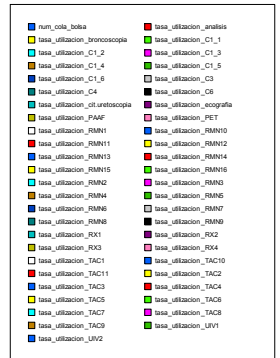 num_cola_bolsa tasa_utilizacion_analisis
tasa_utilizacion_broncoscopia tasa_utilizacion_C1_1
tasa_utilizacion_C1_2 tasa_utilizacion_C1_3
tasa_utilizacion_C1_4 tasa_utilizacion_C1_5
tasa_utilizacion_C1_6 tasa_utilizacion_C3
tasa_utilizacion_C4 tasa_utilizacion_C6
tasa_utilizacion_cit.uretoscopia tasa_utilizacion_ecografia
tasa_utilizacion_PAAF tasa_utilizacion_PET
tasa_utilizacion_RMN1 tasa_utilizacion_RMN10
tasa_utilizacion_RMN11 tasa_utilizacion_RMN12
tasa_utilizacion_RMN13 tasa_utilizacion_RMN14
tasa_utilizacion_RMN15 tasa_utilizacion_RMN16
tasa_utilizacion_RMN2 tasa_utilizacion_RMN3
tasa_utilizacion_RMN4 tasa_utilizacion_RMN5
tasa_utilizacion_RMN6 tasa_utilizacion_RMN7
tasa_utilizacion_RMN8 tasa_utilizacion_RMN9
tasa_utilizacion_RX1 tasa_utilizacion_RX2
tasa_utilizacion_RX3 tasa_utilizacion_RX4
tasa_utilizacion_TAC1 tasa_utilizacion_TAC10
tasa_utilizacion_TAC11 tasa_utilizacion_TAC2
tasa_utilizacion_TAC3 tasa_utilizacion_TAC4
tasa_utilizacion_TAC5 tasa_utilizacion_TAC6
tasa_utilizacion_TAC7 tasa_utilizacion_TAC8
tasa_utilizacion_TAC9 tasa_utilizacion_UIV1
tasa_utilizacion_UIV2